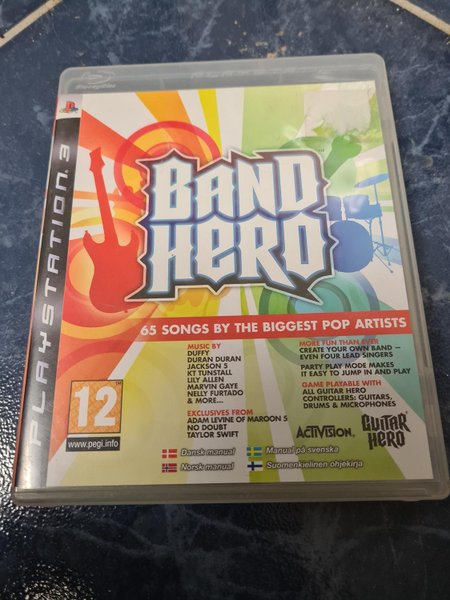 Blu-ray Disc
PLAYSTATION 3
BAND
HERO
65 SONGS BY THE BIGGEST POP ARTISTS
MUSIC BY
DUFFY
DURAN DURAN
JACKSON 5
KT TUNSTALL
LILY ALLEN
MARVIN GAYE
NELLY FURTADO
& MORE...
EXCLUSIVES FROM
ADAM LEVINE OF MAROON 5
NO DOUBT
TAYLOR SWIFT
MORE FUN THAN EVER
CREATE YOUR OWN BAND —
EVEN FOUR LEAD SINGERS
PARTY PLAY MODE MAKES
IT EASY TO JUMP IN AND PLAY
GAME PLAYABLE WITH
ALL GUITAR HERO
CONTROLLERS: GUITARS,
DRUMS & MICROPHONES
12
www.pegi.info
ACTIVISION
GUITAR
HERO
Dansk manual
Manual på svenska
Norsk manual
Suomenkielinen ohjekirja